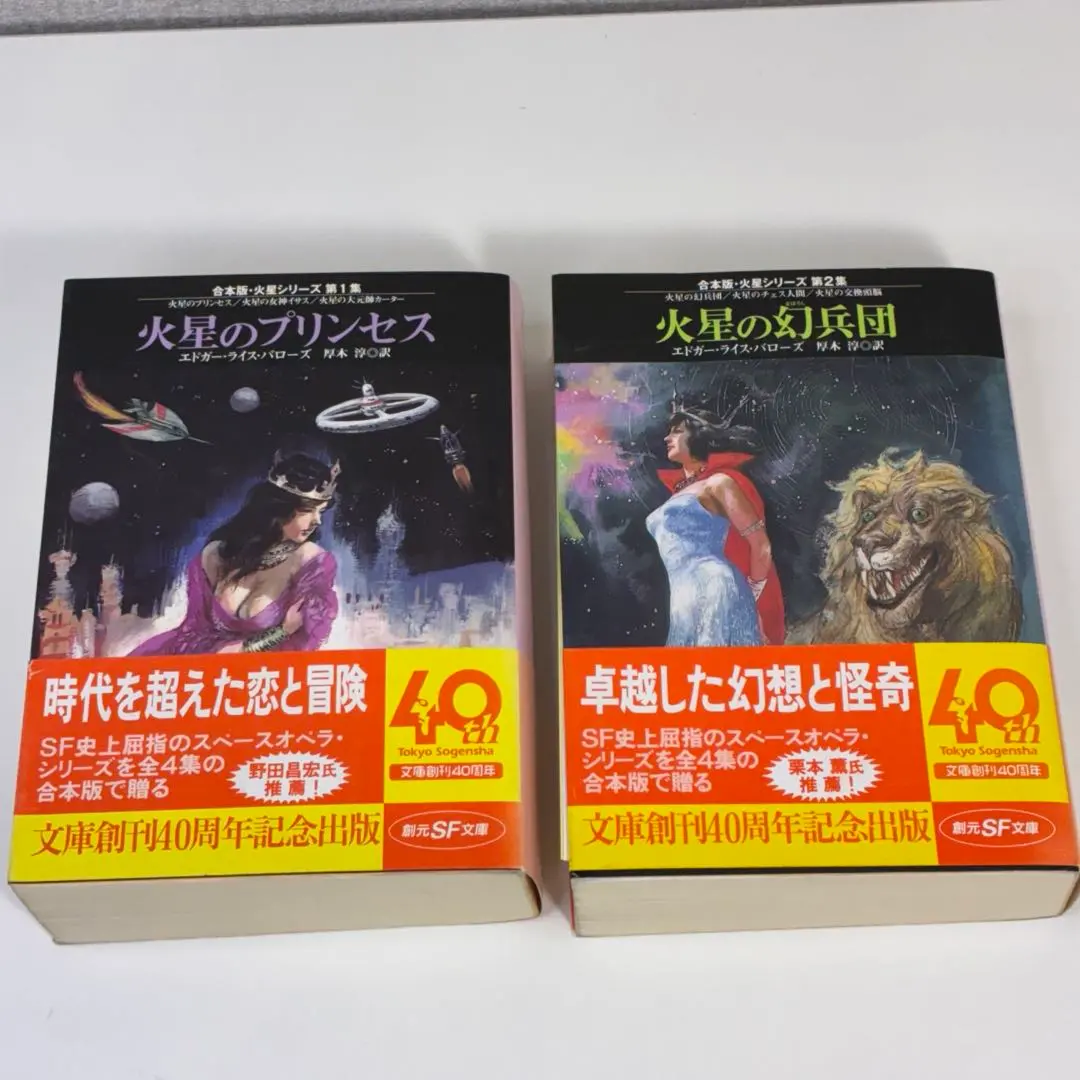 合本版・火星シリーズ 第1集
火星のプリンセス/火星の女神イサス/火星の大元帥カーター
火星のプリンセス
エドガー・ライス・バローズ 厚木 淳◎訳
時代を超えた恋と冒険
SF史上屈指のスペースオペラ・
シリーズを全4集の
合本版で贈る
野田昌宏氏
推薦!
40th
Tokyo Sogensha
文庫創刊40周年
文庫創刊40周年記念出版
創元SF文庫
合本版・火星シリーズ 第2集
火星の幻兵団/火星のチェス人間/火星の交換頭脳
まぼろし
火星の幻兵団
エドガー・ライス・バローズ 厚木 淳◎訳
卓越した幻想と怪奇
SF史上屈指のスペースオペラ・
シリーズを全4集の
合本版で贈る
栗本 薫氏
推薦!
40th
Tokyo Sogensha
文庫創刊40周年
文庫創刊40周年記念出版
創元SF文庫